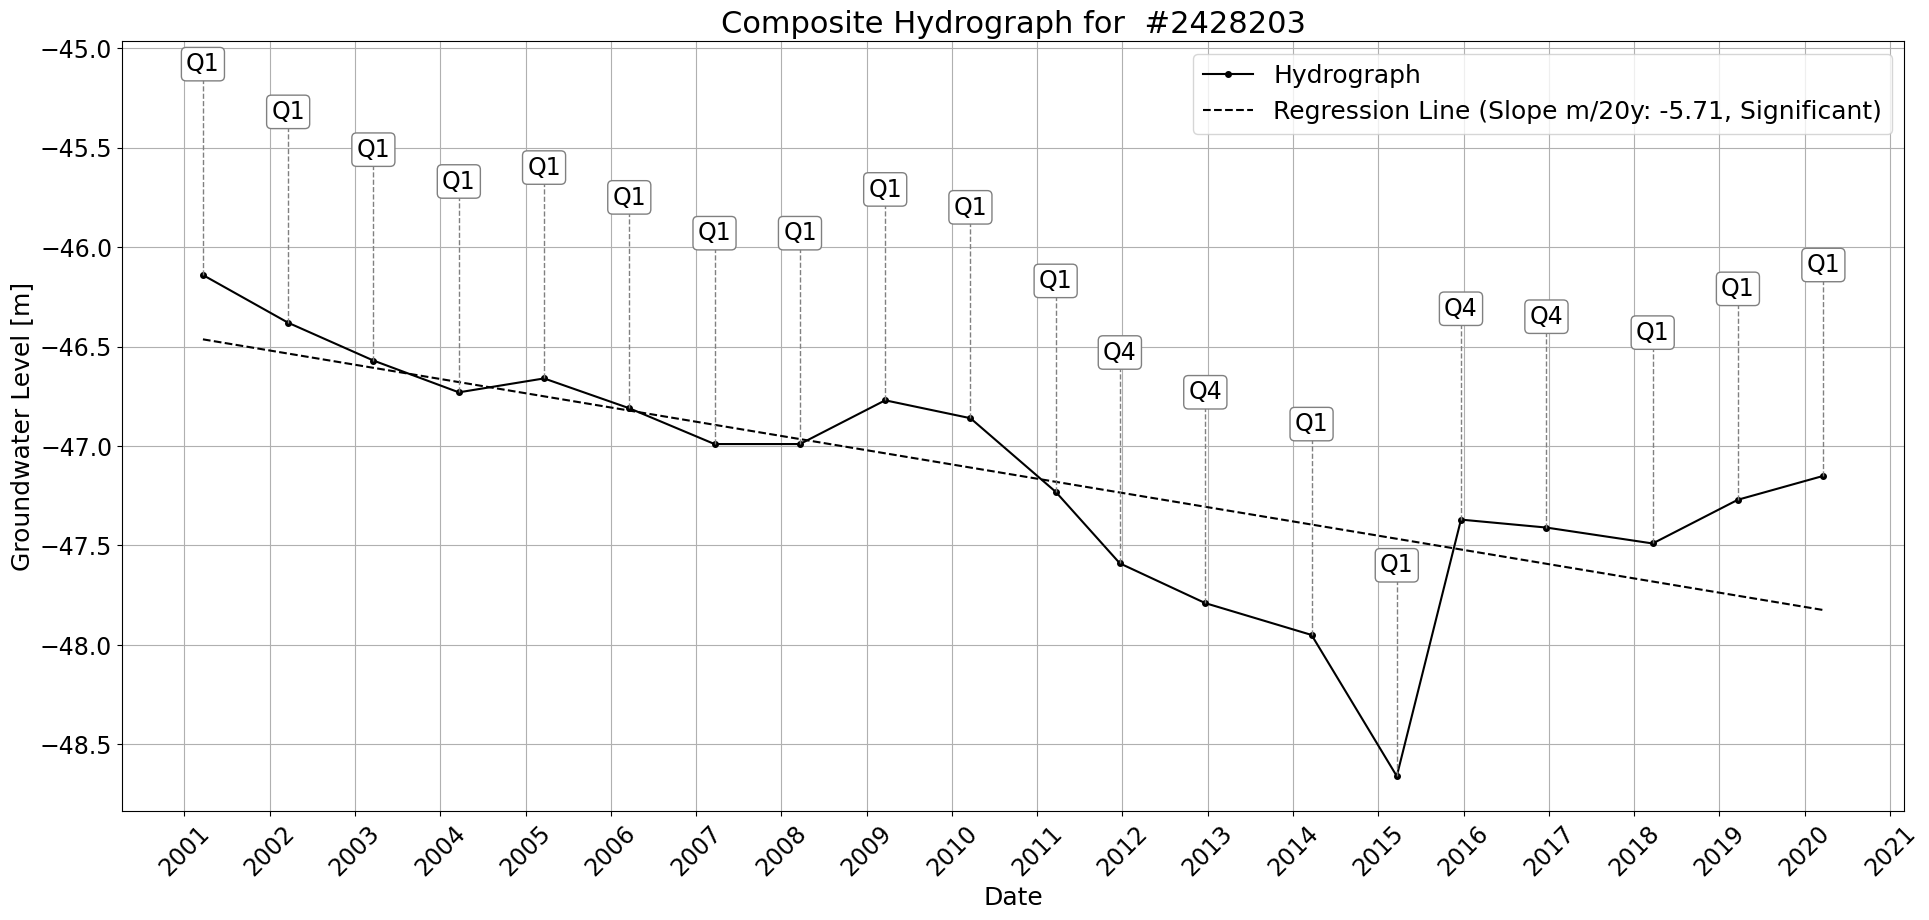 Composite Hydrograph for  #2428203
Hydrograph
Regression Line (Slope m/20y: -5.71, Significant)
Groundwater Level [m]
−45.0
−45.5
−46.0
−46.5
−47.0
−47.5
−48.0
−48.5
Q1
Q1
Q1
Q1
Q1
Q1
Q1
Q1
Q1
Q1
Q1
Q4
Q4
Q1
Q1
Q4
Q4
Q1
Q1
Q1
2001
2002
2003
2004
2005
2006
2007
2008
2009
2010
2011
2012
2013
2014
2015
2016
2017
2018
2019
2020
2021
Date